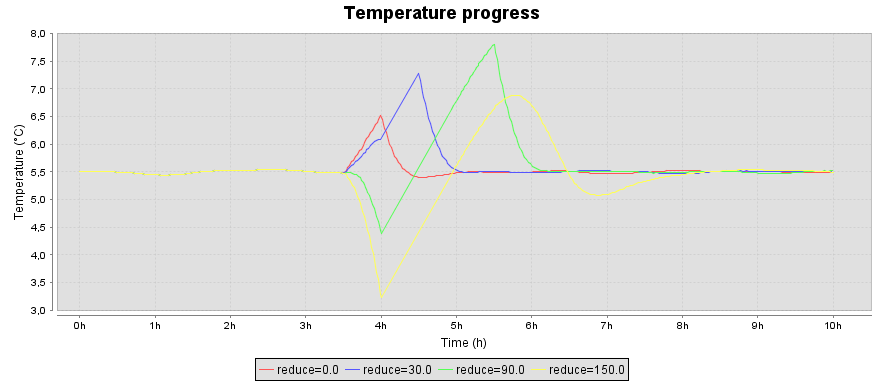 Temperature progress
8,0
7,5
7,0
6,5
6,0
5,5
5,0
4,5
4,0
3,5
3,0
Temperature (°C)
0h 1h 2h 3h 4h 5h 6h 7h 8h 9h 10h
Time (h)
reduce=0.0 reduce=30.0 reduce=90.0 reduce=150.0